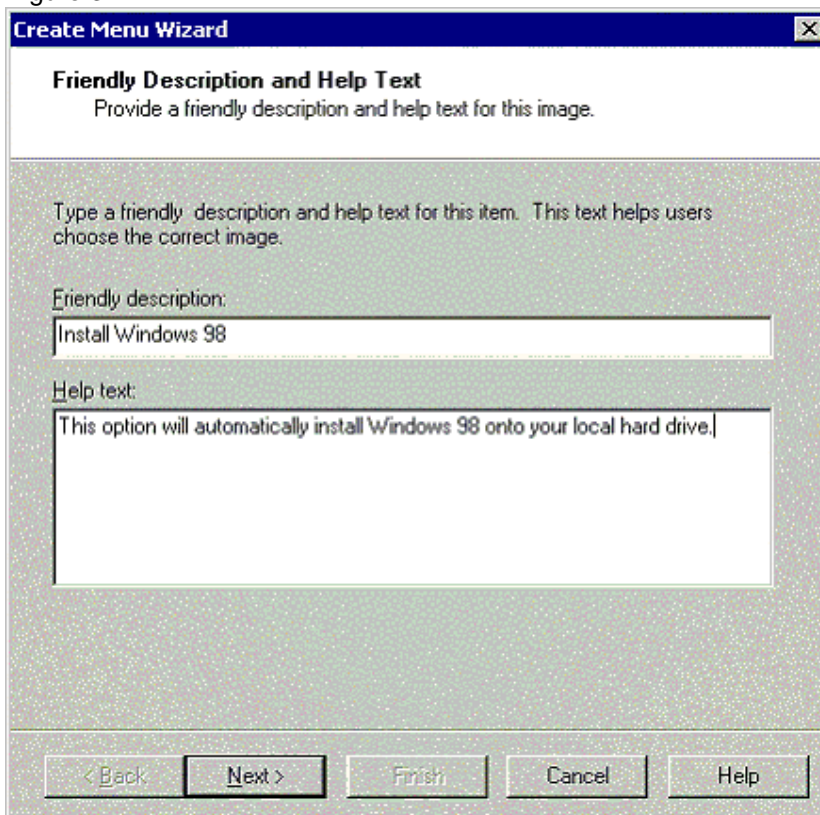 Create Menu Wizard
Friendly Description and Help Text
Provide a friendly description and help text for this image.
Type a friendly description and help text for this item. This text helps users
choose the correct image.
Friendly description:
Install Windows 98
Help text:
This option will automatically install Windows 98 onto your local hard drive.
< Back Next > Finish Cancel Help